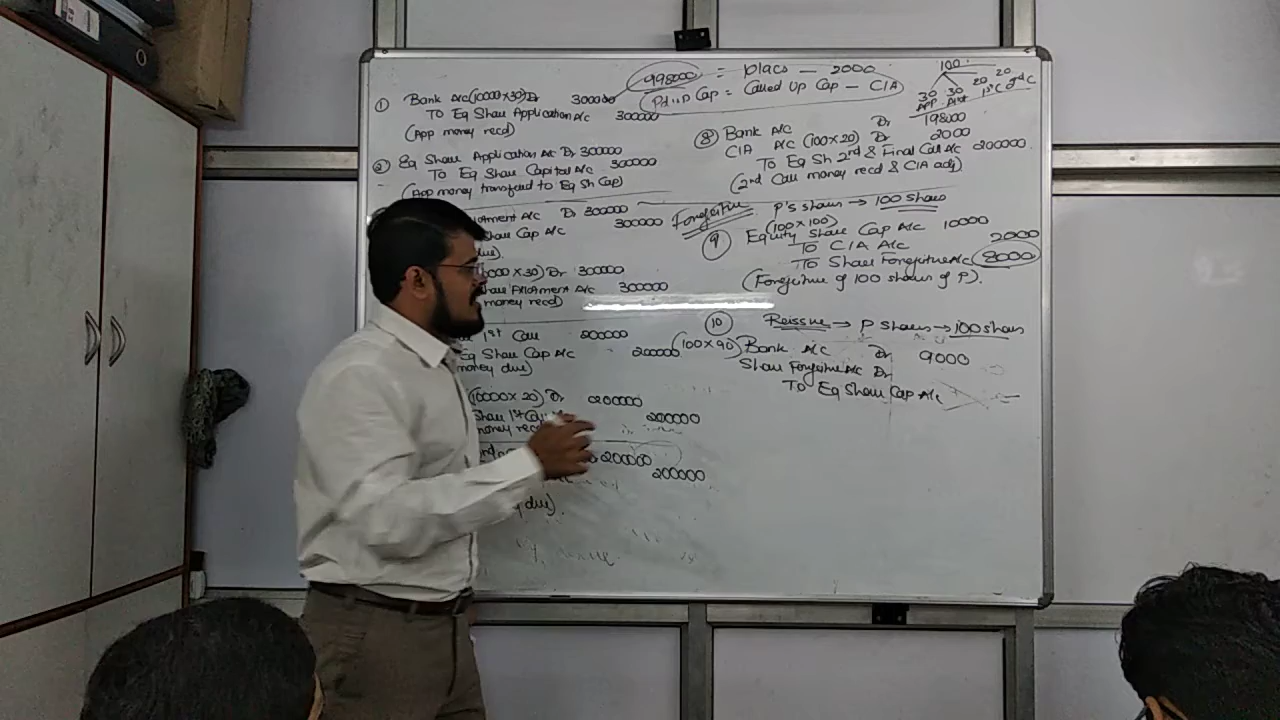 ① Bank A/c (10000 × 30) Dr 300000
To Eq Share Application A/c 300000
(App money recd)
② Eq Share Application A/c Dr 300000
To Eq Share Capital A/c 300000
(App money transferd to Eq Sh Cap)
lotment A/c Dr 300000
Share Cap A/c 300000
due)
000 × 30) Dr 300000
Share Allotment A/c 300000
money recd)
1st Call 200000
Eq Share Cap A/c 200000
money due)
(10000 × 20) Dr 200000
Share 1st Call 200000
money recd
200000
200000
due).
998000 = 10lacs — 2000
Paid up Cap = Called Up Cap — CIA
100
30 30 20 20
App Allot 1st C 2nd C
⑧ Bank A/c Dr 198000
CIA A/c (100 × 20) Dr 2000
To Eq Sh 2nd & Final Call A/c 200000
(2nd Call money recd & CIA adj)
Forfeiture P's shares → 100 Shares
(100 × 100)
⑨ Equity Share Cap A/c 10000
To CIA A/c 2000
To Share Forfeiture A/c 8000
(Forfeiture of 100 shares of P).
⑩ Reissue → P Shares → 100 Shares
(100 × 90) Bank A/c Dr 9000
Share Forfeiture A/c Dr
To Eq Share Cap A/c —